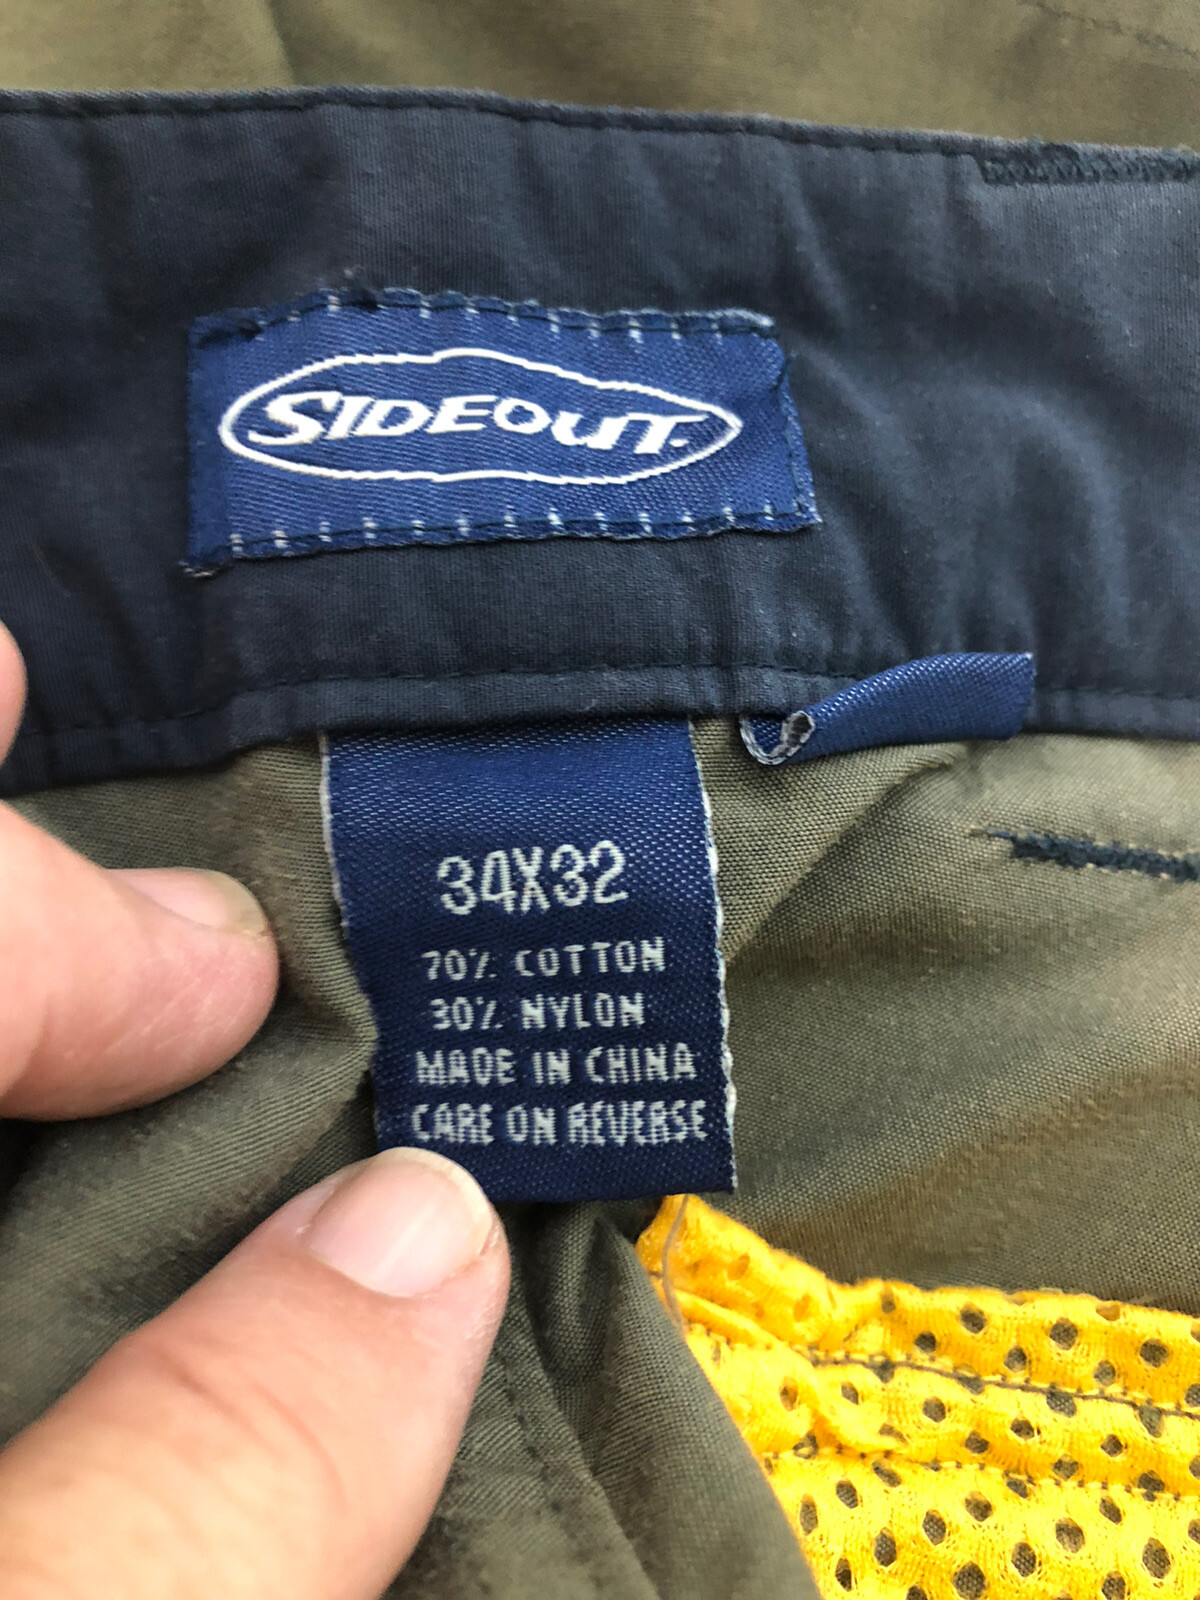 SIDEOUT.
34X32
70% COTTON
30% NYLON
MADE IN CHINA
CARE ON REVERSE